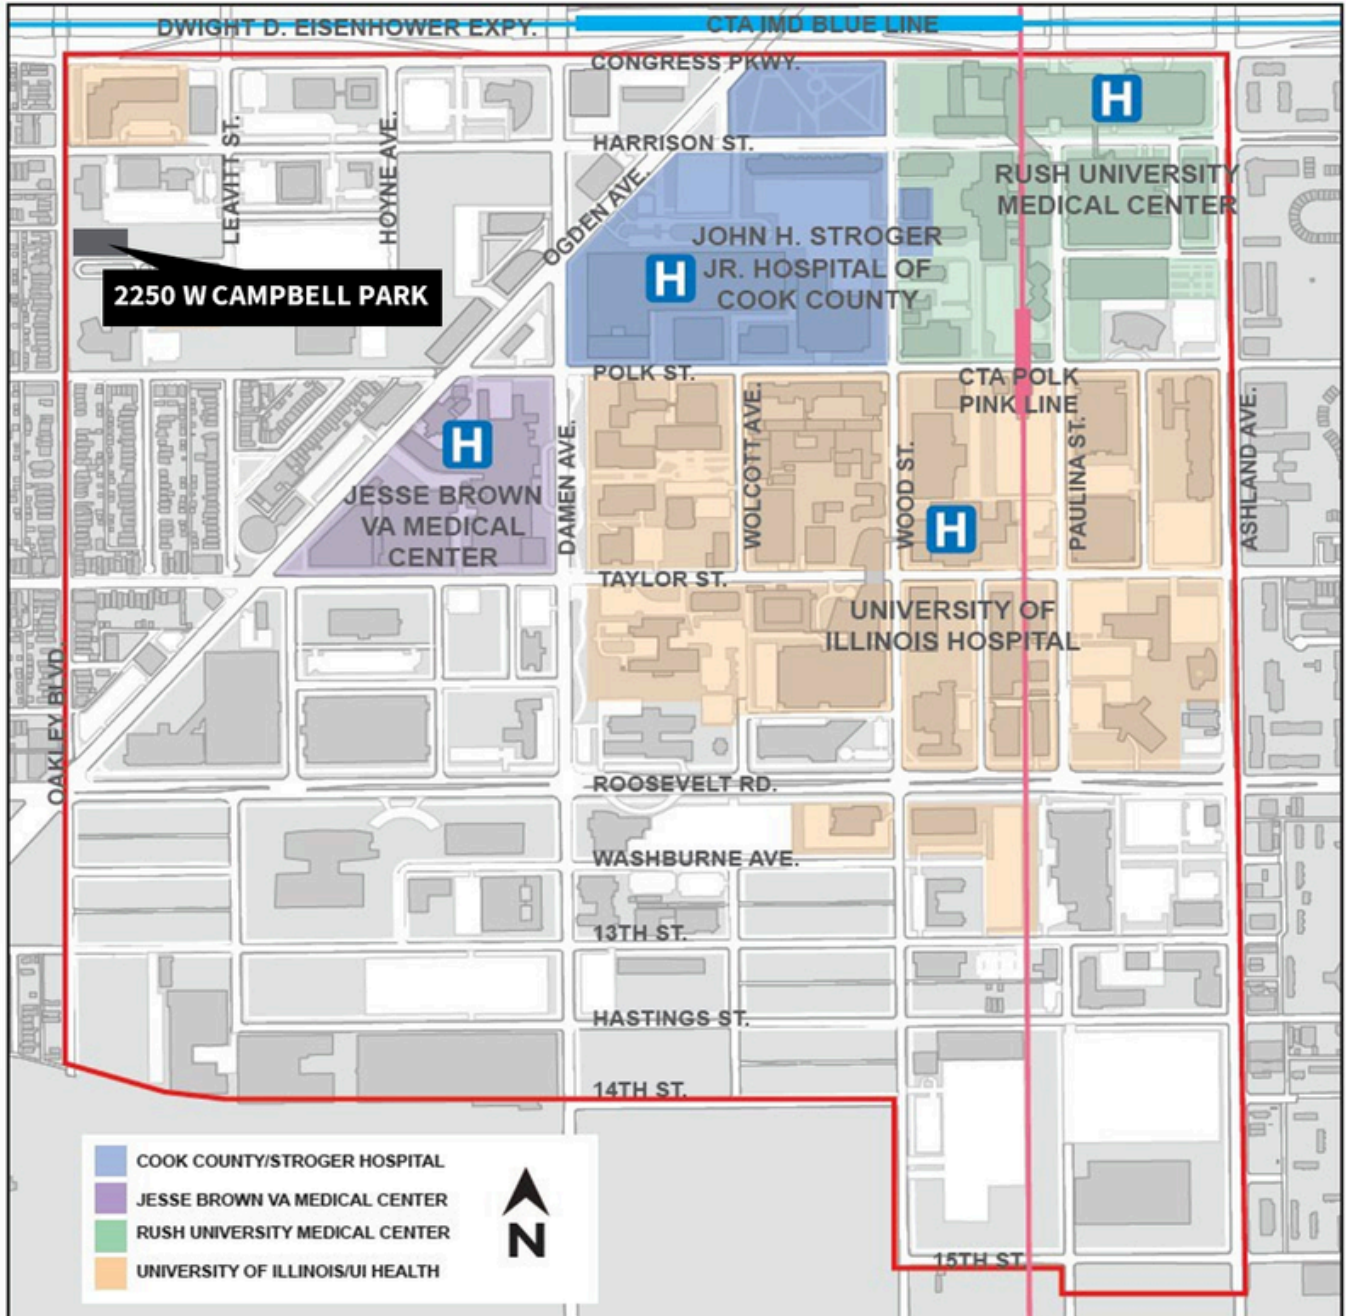 DWIGHT D. EISENHOWER EXPY.
CTA IMD BLUE LINE
CONGRESS PKWY.
H
LEAVITT ST.
HOYNE AVE.
HARRISON ST.
OGDEN AVE.
RUSH UNIVERSITY
MEDICAL CENTER
2250 W CAMPBELL PARK
H
JOHN H. STROGER
JR. HOSPITAL OF
COOK COUNTY
POLK ST.
CTA POLK
PINK LINE
H
JESSE BROWN
VA MEDICAL
CENTER
DAMEN AVE.
WOLCOTT AVE.
WOOD ST.
H
PAULINA ST.
ASHLAND AVE.
TAYLOR ST.
UNIVERSITY OF
ILLINOIS HOSPITAL
OAKLEY BLVD.
ROOSEVELT RD.
WASHBURNE AVE.
13TH ST.
HASTINGS ST.
14TH ST.
15TH ST.
COOK COUNTY/STROGER HOSPITAL
JESSE BROWN VA MEDICAL CENTER
RUSH UNIVERSITY MEDICAL CENTER
UNIVERSITY OF ILLINOIS/UI HEALTH
N